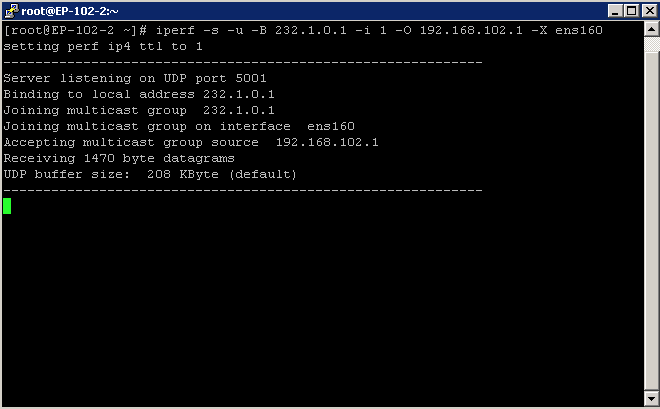 root@EP-102-2:~
[root@EP-102-2 ~]# iperf -s -u -B 232.1.0.1 -i 1 -O 192.168.102.1 -X ens160
setting perf ip4 ttl to 1
------------------------------------------------------------
Server listening on UDP port 5001
Binding to local address 232.1.0.1
Joining multicast group  232.1.0.1
Joining multicast group on interface  ens160
Accepting multicast group source  192.168.102.1
Receiving 1470 byte datagrams
UDP buffer size:  208 KByte (default)
------------------------------------------------------------